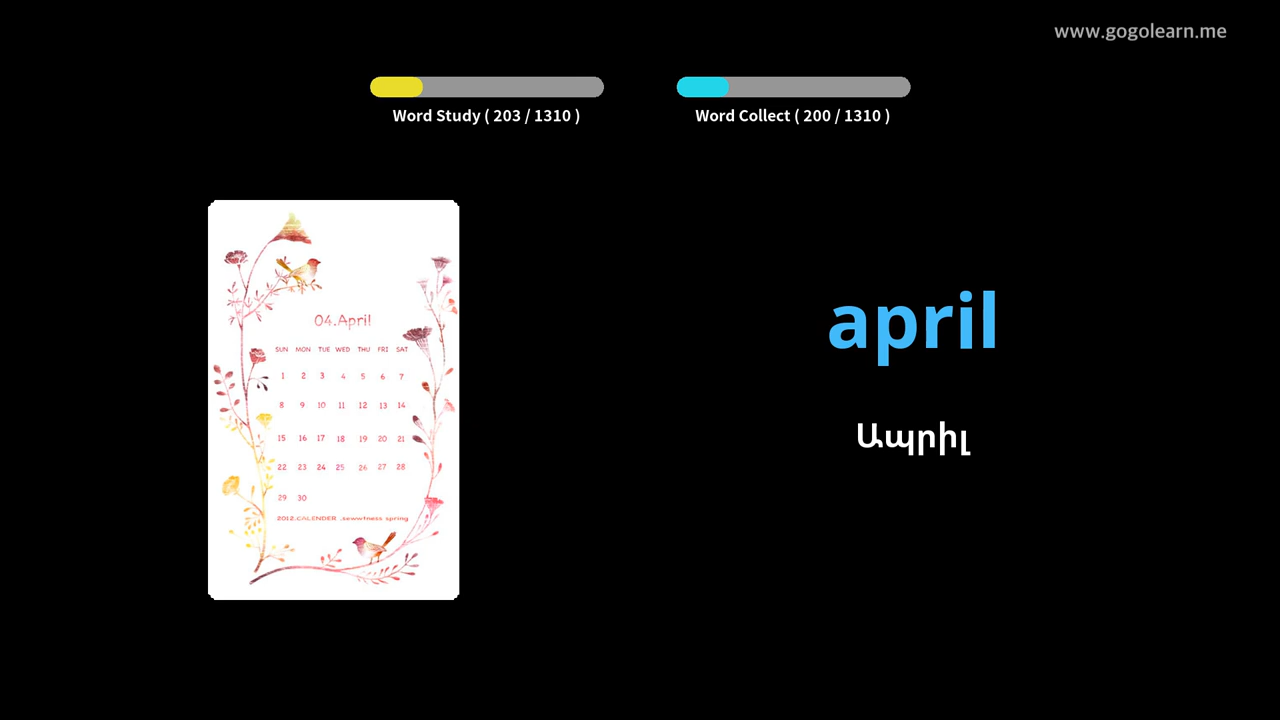 www.gogolearn.me
Word Study ( 203 / 1310 )
Word Collect ( 200 / 1310 )
04.April
SUN MON TUE WED THU FRI SAT
1 2 3 4 5 6 7
8 9 10 11 12 13 14
15 16 17 18 19 20 21
22 23 24 25 26 27 28
29 30
2012.CALENDER .sewwtness spring
april
Ապրիլ